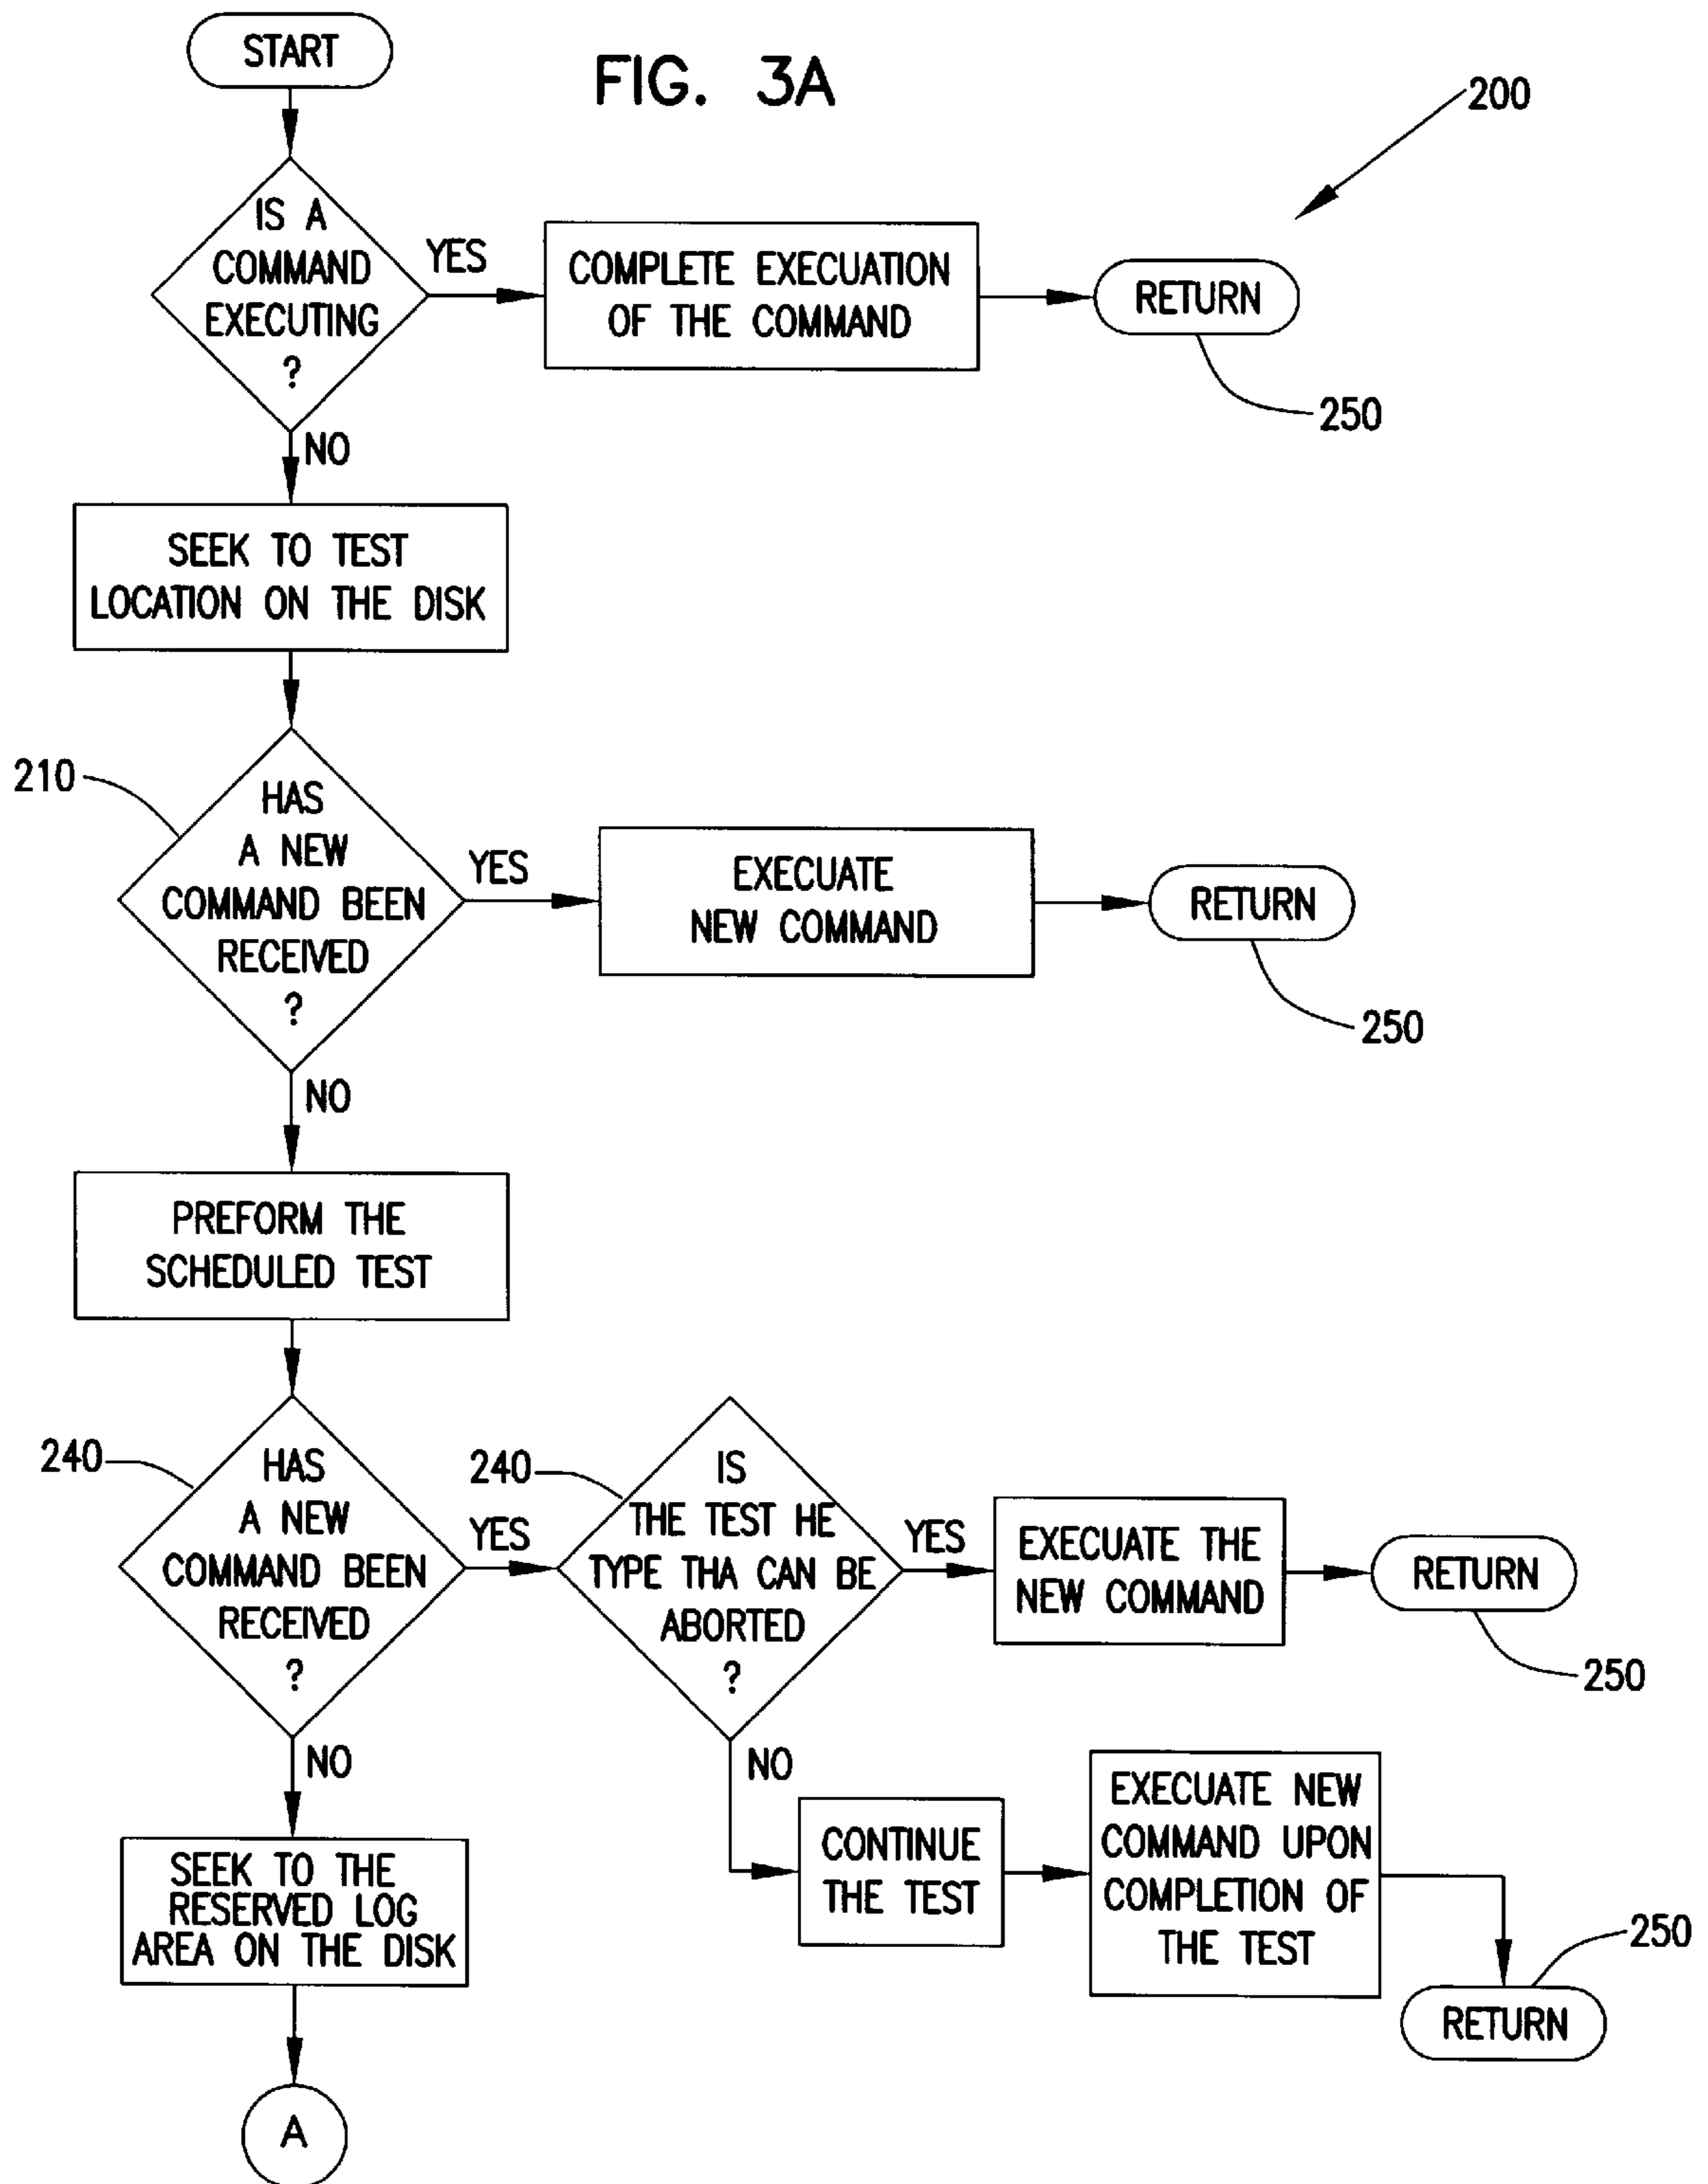 START
FIG. 3A
200
IS A
COMMAND
EXECUTING
?
YES
COMPLETE EXECUATION
OF THE COMMAND
RETURN
250
NO
SEEK TO TEST
LOCATION ON THE DISK
210
HAS
A NEW
COMMAND BEEN
RECEIVED
?
YES
EXECUATE
NEW COMMAND
RETURN
250
NO
PREFORM THE
SCHEDULED TEST
240
HAS
A NEW
COMMAND BEEN
RECEIVED
?
YES
240
IS
THE TEST HE
TYPE THA CAN BE
ABORTED
?
YES
EXECUATE THE
NEW COMMAND
RETURN
250
NO
CONTINUE
THE TEST
EXECUATE NEW
COMMAND UPON
COMPLETION OF
THE TEST
250
RETURN
NO
SEEK TO THE
RESERVED LOG
AREA ON THE DISK
A